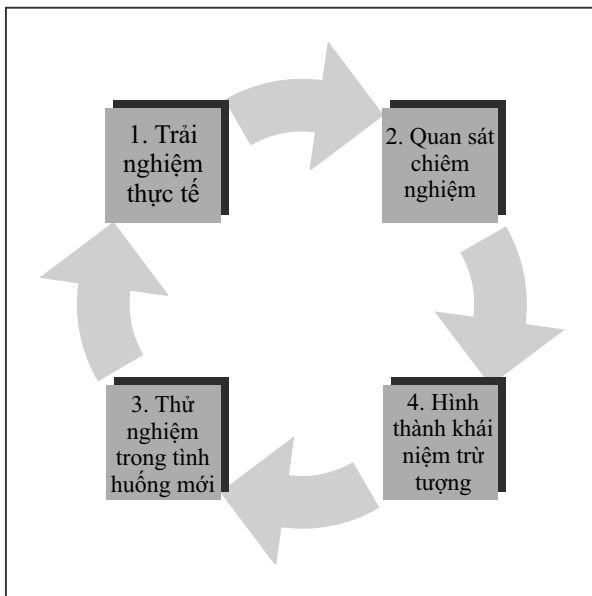 1. Trải
nghiệm
thực tế
2. Quan sát
chiêm
nghiệm
3. Thử
nghiệm
trong tình
huống mới
4. Hình
thành khái
niệm trừ
tượng